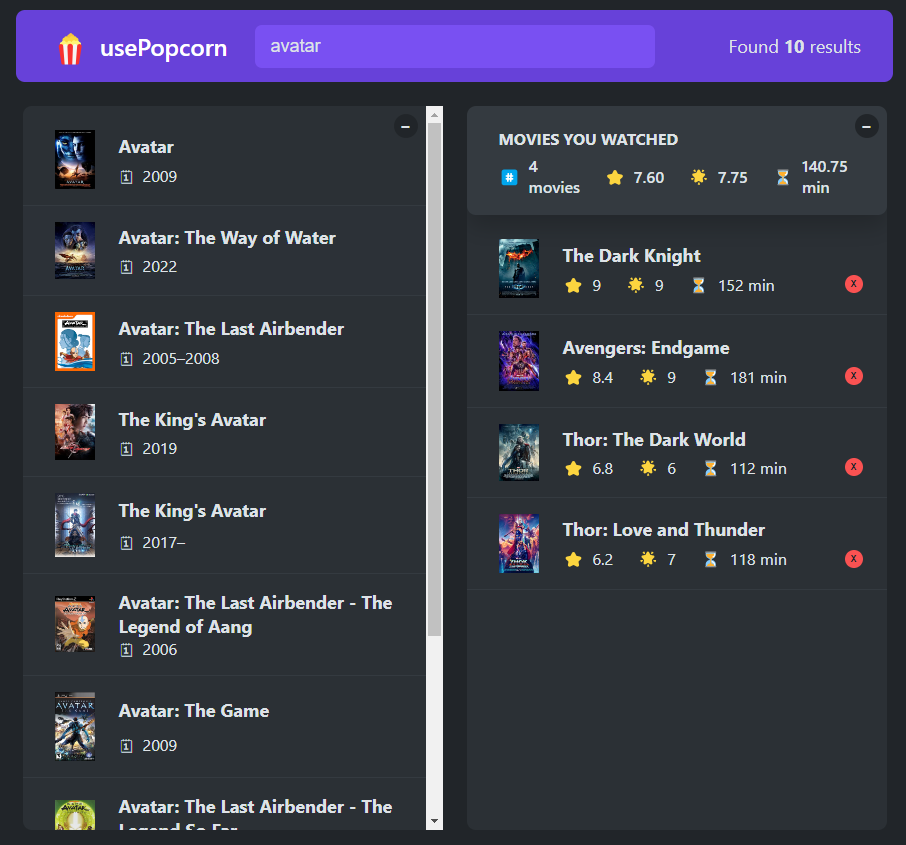 usePopcorn
avatar
Found 10 results
Avatar
2009
Avatar: The Way of Water
2022
Avatar: The Last Airbender
2005–2008
The King's Avatar
2019
The King's Avatar
2017–
Avatar: The Last Airbender - The
Legend of Aang
2006
Avatar: The Game
2009
Avatar: The Last Airbender - The
Legend So Far
MOVIES YOU WATCHED
4
movies
7.60
7.75
140.75
min
The Dark Knight
9
9
152 min
X
Avengers: Endgame
8.4
9
181 min
X
Thor: The Dark World
6.8
6
112 min
X
Thor: Love and Thunder
6.2
7
118 min
X